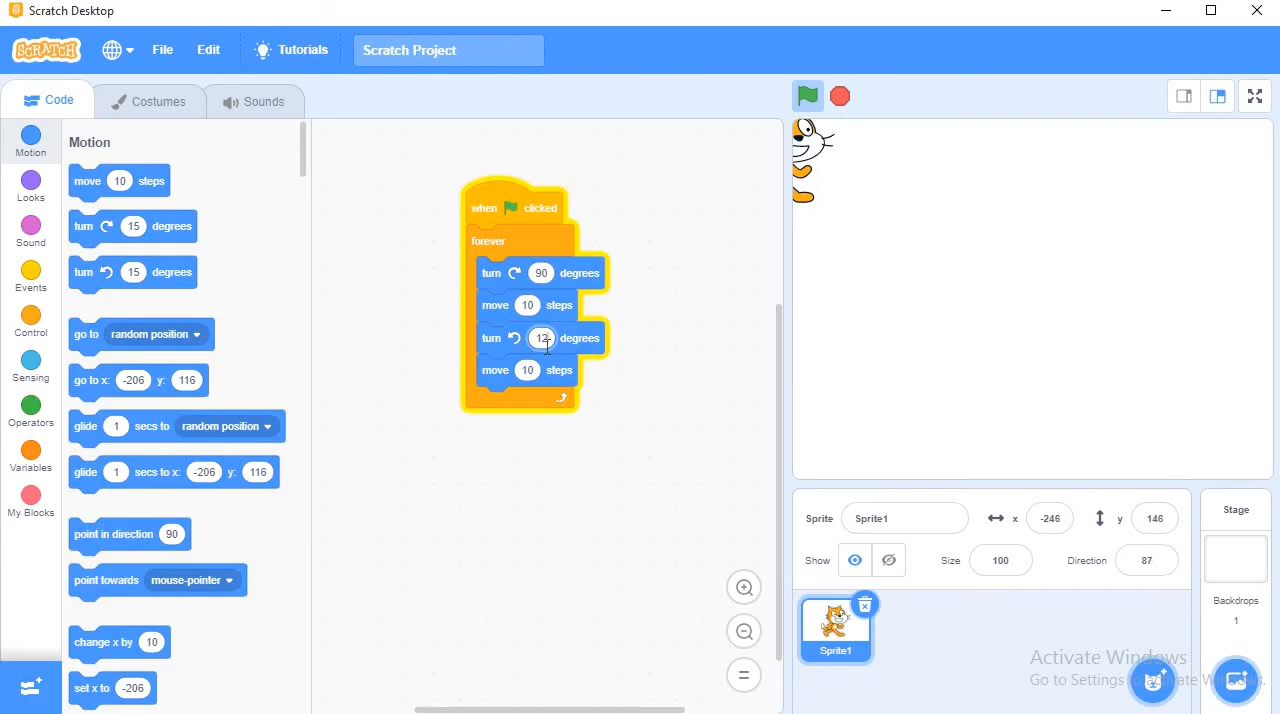 Scratch Desktop
SCRATCH
File
Edit
Tutorials
Scratch Project
Code
Costumes
Sounds
Motion
Looks
Sound
Events
Control
Sensing
Operators
Variables
My Blocks
Motion
move 10 steps
turn 15 degrees
turn 15 degrees
go to random position
go to x: -206 y: 116
glide 1 secs to random position
glide 1 secs to x: -206 y: 116
point in direction 90
point towards mouse-pointer
change x by 10
set x to -206
when clicked
forever
turn 90 degrees
move 10 steps
turn 12 degrees
move 10 steps
Sprite Sprite1 x -246 y 146
Show Size 100 Direction 87
Sprite1
Stage
Backdrops
1
Activate Windows
Go to Settings to activate Windows.